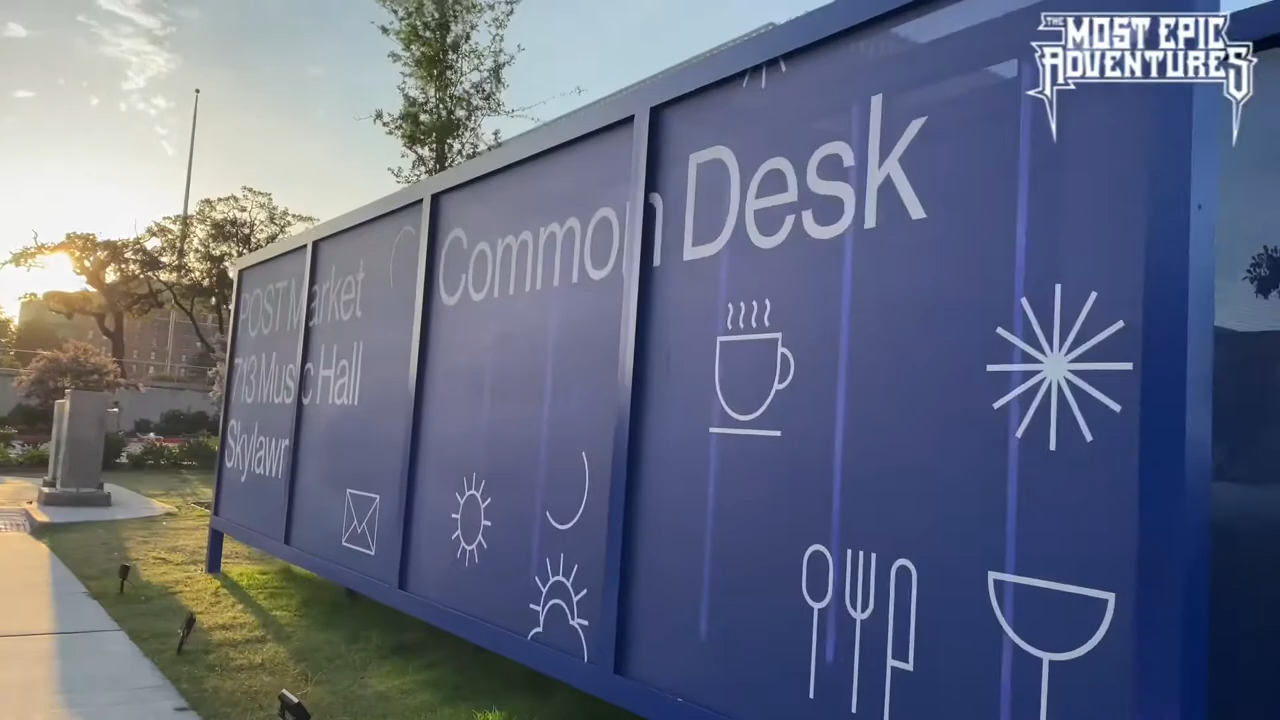 THE
MOST EPIC
ADVENTURES
Common Desk
POST Market
713 Music Hall
Skylawn